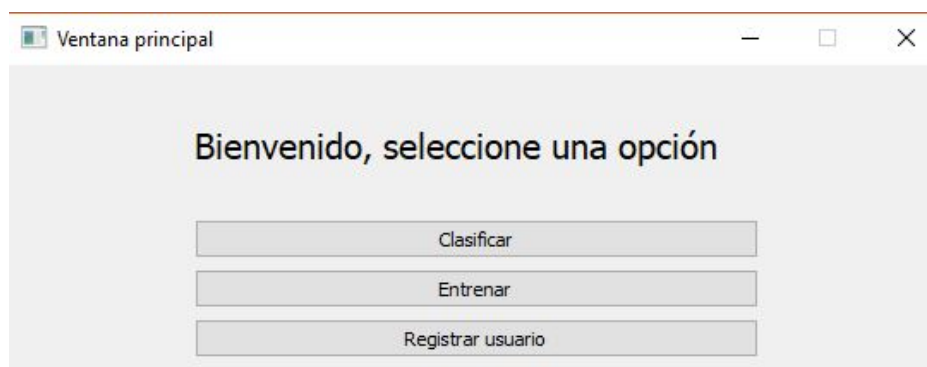 Ventana principal
Bienvenido, seleccione una opción
Clasificar
Entrenar
Registrar usuario